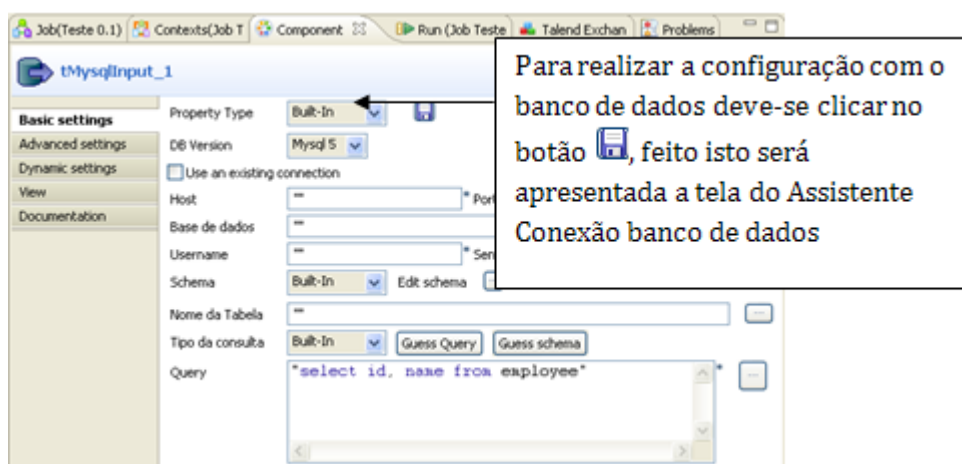 Job(Teste 0.1) Contexts(Job T Component Run (Job Teste Talend Exchan Problems
tMysqlInput_1
Basic settings
Advanced settings
Dynamic settings
View
Documentation
Property Type Built-In
DB Version Mysql 5
Use an existing connection
Host "" * Port
Base de dados ""
Username "" * Sen
Schema Built-In Edit schema
Nome da Tabela "" ...
Tipo da consulta Built-In Guess Query Guess schema
Query "select id, name from employee" * ...
Para realizar a configuração com o
banco de dados deve-se clicar no
botão , feito isto será
apresentada a tela do Assistente
Conexão banco de dados